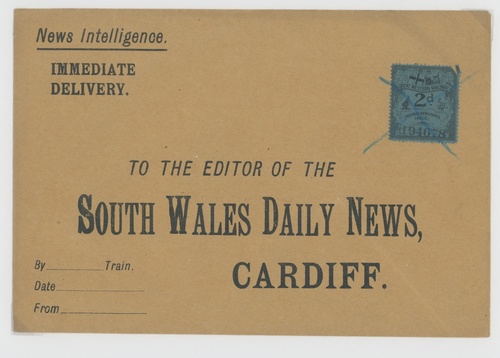 News Intelligence.
IMMEDIATE
DELIVERY.
2d
TO THE EDITOR OF THE
SOUTH WALES DAILY NEWS,
CARDIFF.
By Train.
Date
From